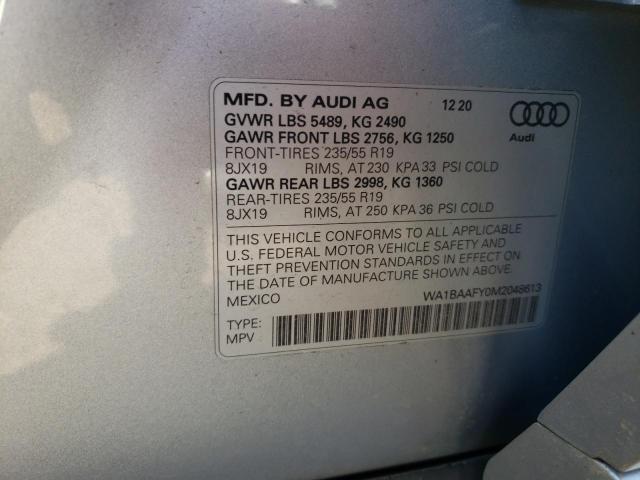 MFD. BY AUDI AG 12 20
GVWR LBS 5489, KG 2490
GAWR FRONT LBS 2756, KG 1250
FRONT-TIRES 235/55 R19
8JX19 RIMS, AT 230 KPA 33 PSI COLD
GAWR REAR LBS 2998, KG 1360
REAR-TIRES 235/55 R19
8JX19 RIMS, AT 250 KPA 36 PSI COLD
Audi
THIS VEHICLE CONFORMS TO ALL APPLICABLE
U.S. FEDERAL MOTOR VEHICLE SAFETY AND
THEFT PREVENTION STANDARDS IN EFFECT ON
THE DATE OF MANUFACTURE SHOWN ABOVE.
MEXICO WA1BAAFY0M2048613
TYPE:
MPV